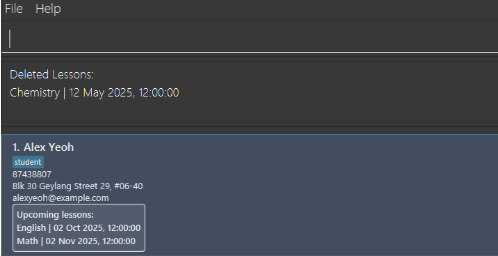 File Help
Deleted Lessons:
Chemistry | 12 May 2025, 12:00:00
1. Alex Yeoh
student
87438807
Blk 30 Geylang Street 29, #06-40
alexyeoh@example.com
Upcoming lessons:
English | 02 Oct 2025, 12:00:00
Math | 02 Nov 2025, 12:00:00